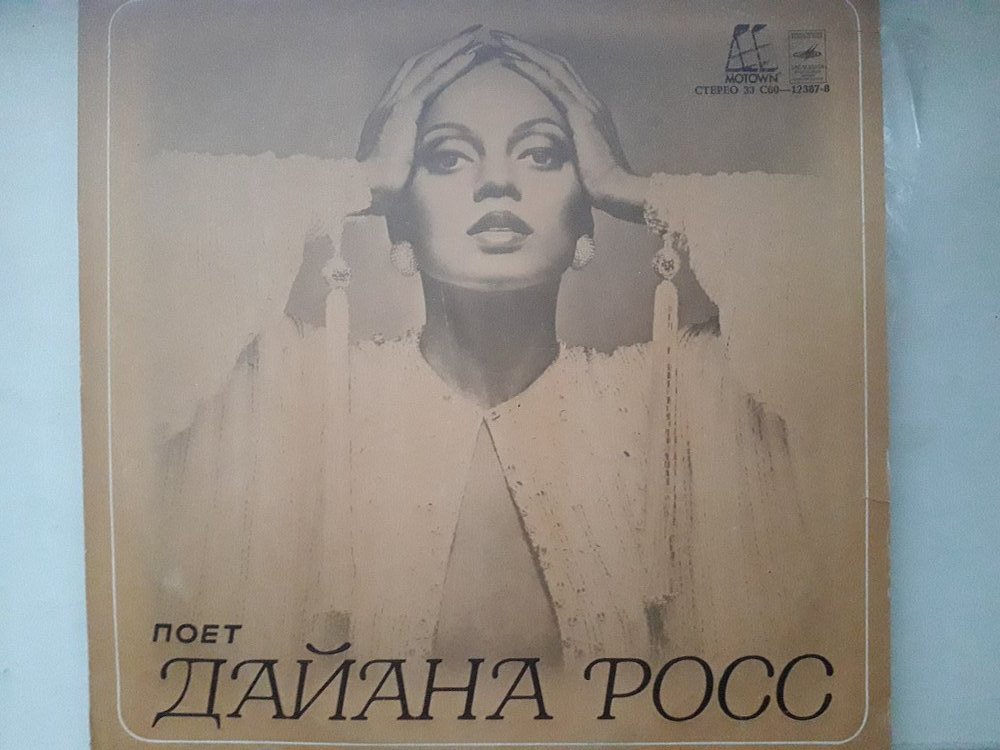 MOTOWN
СТЕРЕО 33 С60—12387-8
ПОЕТ
ДАЙАНА РОСС